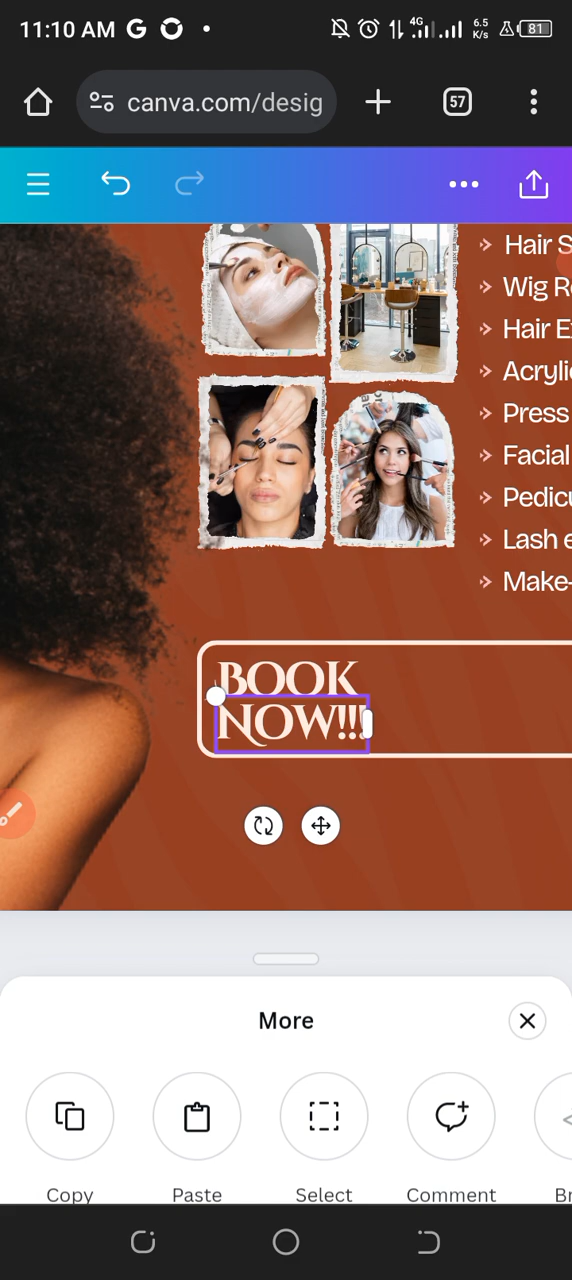 11:10 AM
4G
6.5
K/s
81
canva.com/desig
57
Hair S
Wig R
Hair E
Acrylic
Press
Facial
Pedicu
Lash e
Make-
BOOK
NOW!!!
More
Copy
Paste
Select
Comment
Br